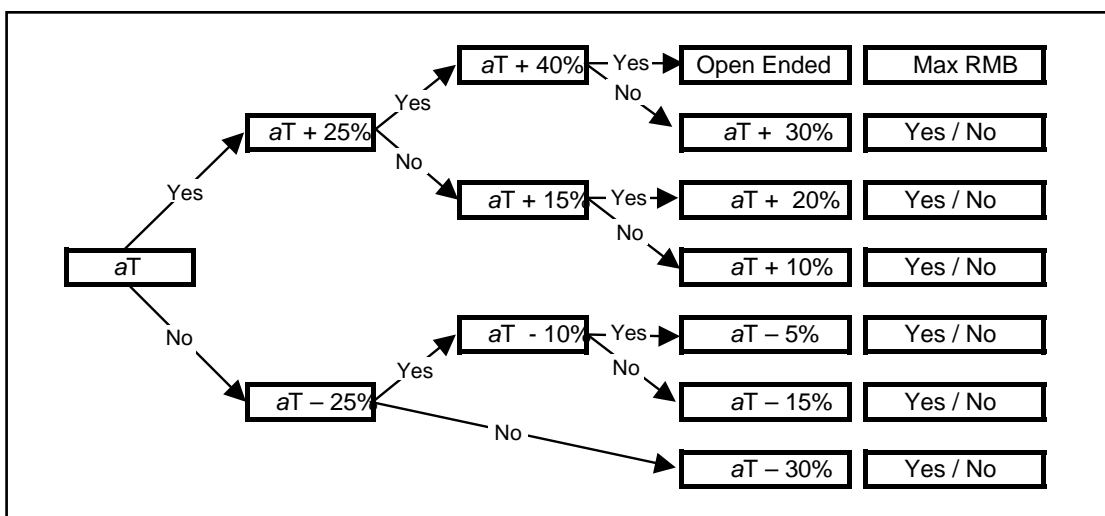 aT + 40% Yes Open Ended Max RMB
Yes No
aT + 25% aT + 30% Yes / No
No
Yes aT + 15% Yes aT + 20% Yes / No
No
aT aT + 10% Yes / No
No aT - 10% Yes aT – 5% Yes / No
Yes No
aT – 25% aT – 15% Yes / No
No
aT – 30% Yes / No